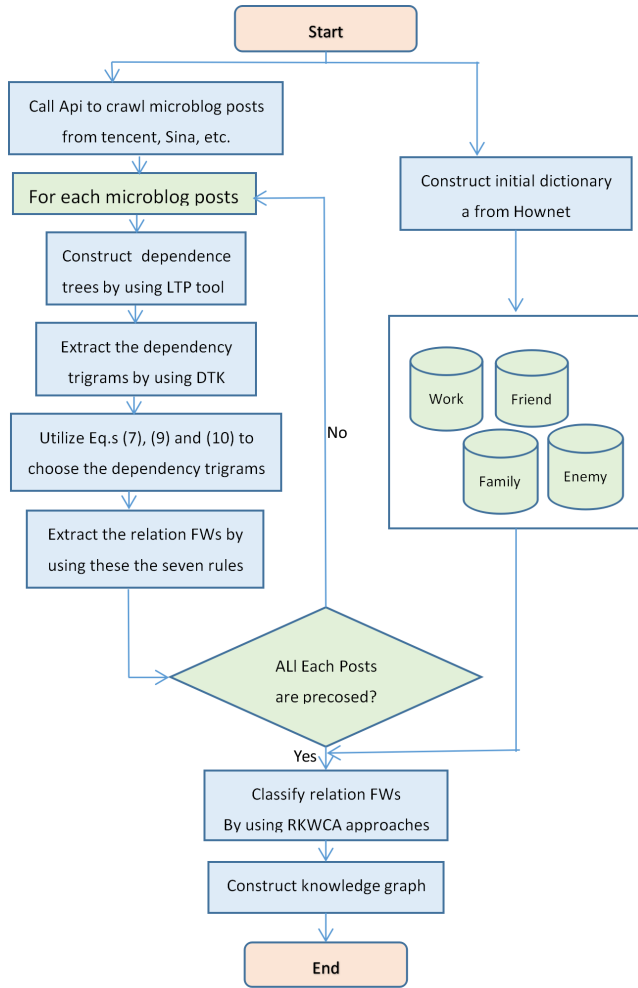 Start
Call Api to crawl microblog posts
from tencent, Sina, etc.
For each microblog posts
Construct  dependence
trees by using LTP tool
Extract the dependency
trigrams by using DTK
Utilize Eq.s (7), (9) and (10) to
choose the dependency trigrams
Extract the relation FWs by
using these the seven rules
Construct initial dictionary
a from Hownet
Work
Friend
Family
Enemy
No
ALl Each Posts
are precosed?
Yes
Classify relation FWs
By using RKWCA approaches
Construct knowledge graph
End